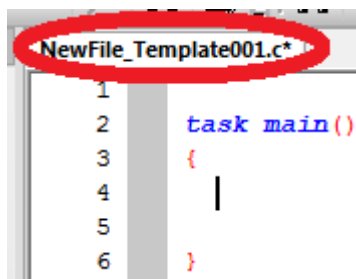 NewFile_Template001.c*
1
2 task main()
3 {
4
5
6 }